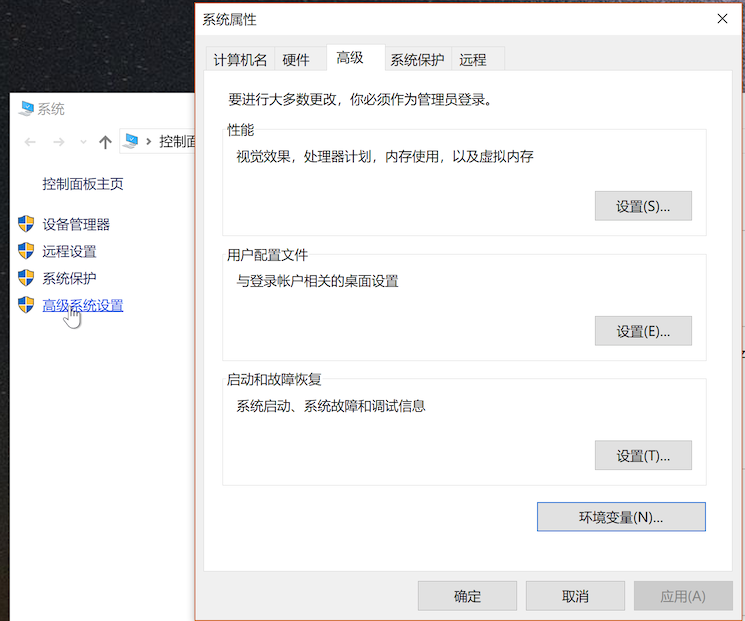 系统属性
计算机名 硬件 高级 系统保护 远程
系统
要进行大多数更改，你必须作为管理员登录。
性能
控制面
视觉效果，处理器计划，内存使用，以及虚拟内存
控制面板主页
设置(S)...
设备管理器
远程设置
用户配置文件
系统保护
与登录帐户相关的桌面设置
高级系统设置
设置(E)...
启动和故障恢复
系统启动、系统故障和调试信息
设置(T)...
环境变量(N)...
确定 取消 应用(A)